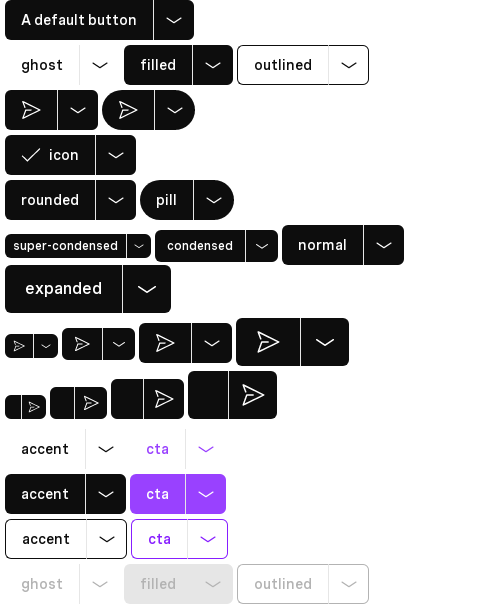 A default button
ghost filled outlined
icon
rounded pill
super-condensed condensed normal
expanded
accent cta
accent cta
accent cta
ghost filled outlined